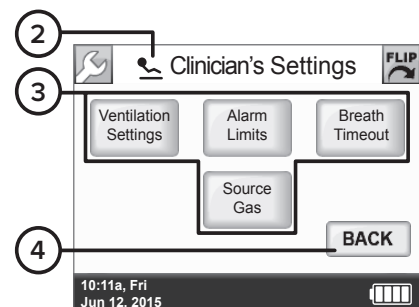 2
Clinician's Settings
FLIP
3
Ventilation
Settings
Alarm
Limits
Breath
Timeout
Source
Gas
4
BACK
10:11a, Fri
Jun 12, 2015